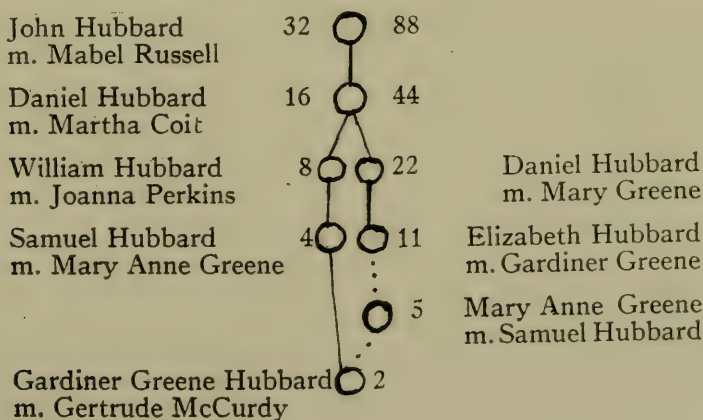 John Hubbard 32 88
m. Mabel Russell
Daniel Hubbard 16 44
m. Martha Coit
William Hubbard 8 22 Daniel Hubbard
m. Joanna Perkins m. Mary Greene
Samuel Hubbard 4 11 Elizabeth Hubbard
m. Mary Anne Greene m. Gardiner Greene
5 Mary Anne Greene
m. Samuel Hubbard
Gardiner Greene Hubbard 2
m. Gertrude McCurdy